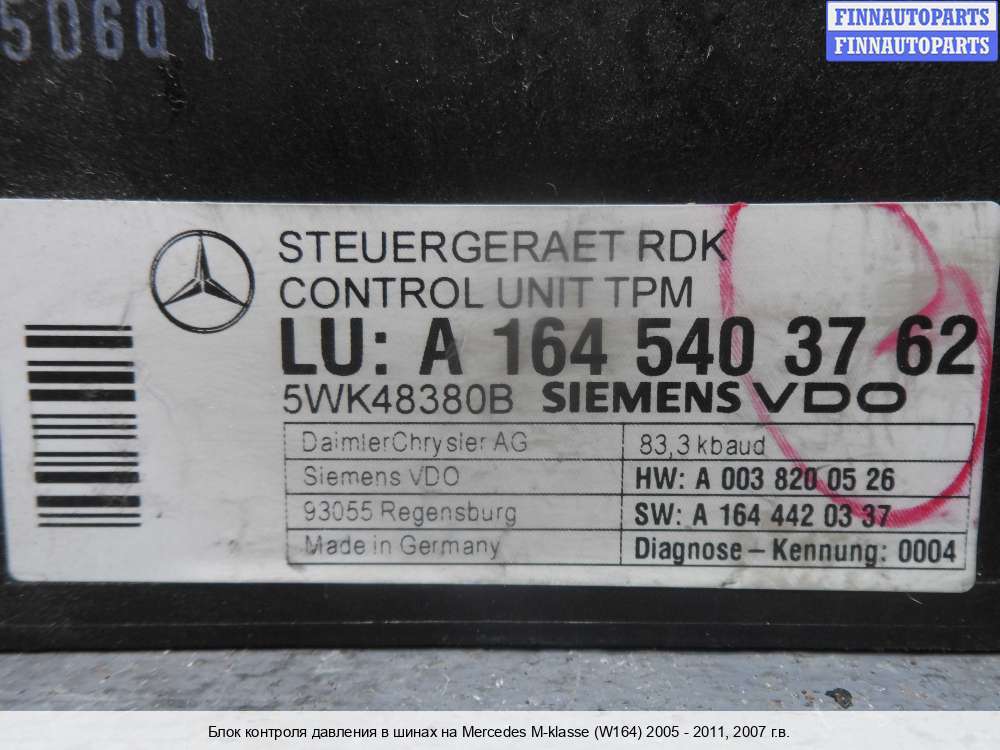 50601
FINNAUTOPARTS
FINNAUTOPARTS
STEUERGERAET RDK
CONTROL UNIT TPM
LU: A 164 540 37 62
5WK48380B SIEMENS VDO
DaimlerChrysler AG 83,3 kbaud
Siemens VDO HW: A 003 820 05 26
93055 Regensburg SW: A 164 442 03 37
Made in Germany Diagnose – Kennung: 0004
Блок контроля давления в шинах на Mercedes M-klasse (W164) 2005 - 2011, 2007 г.в.